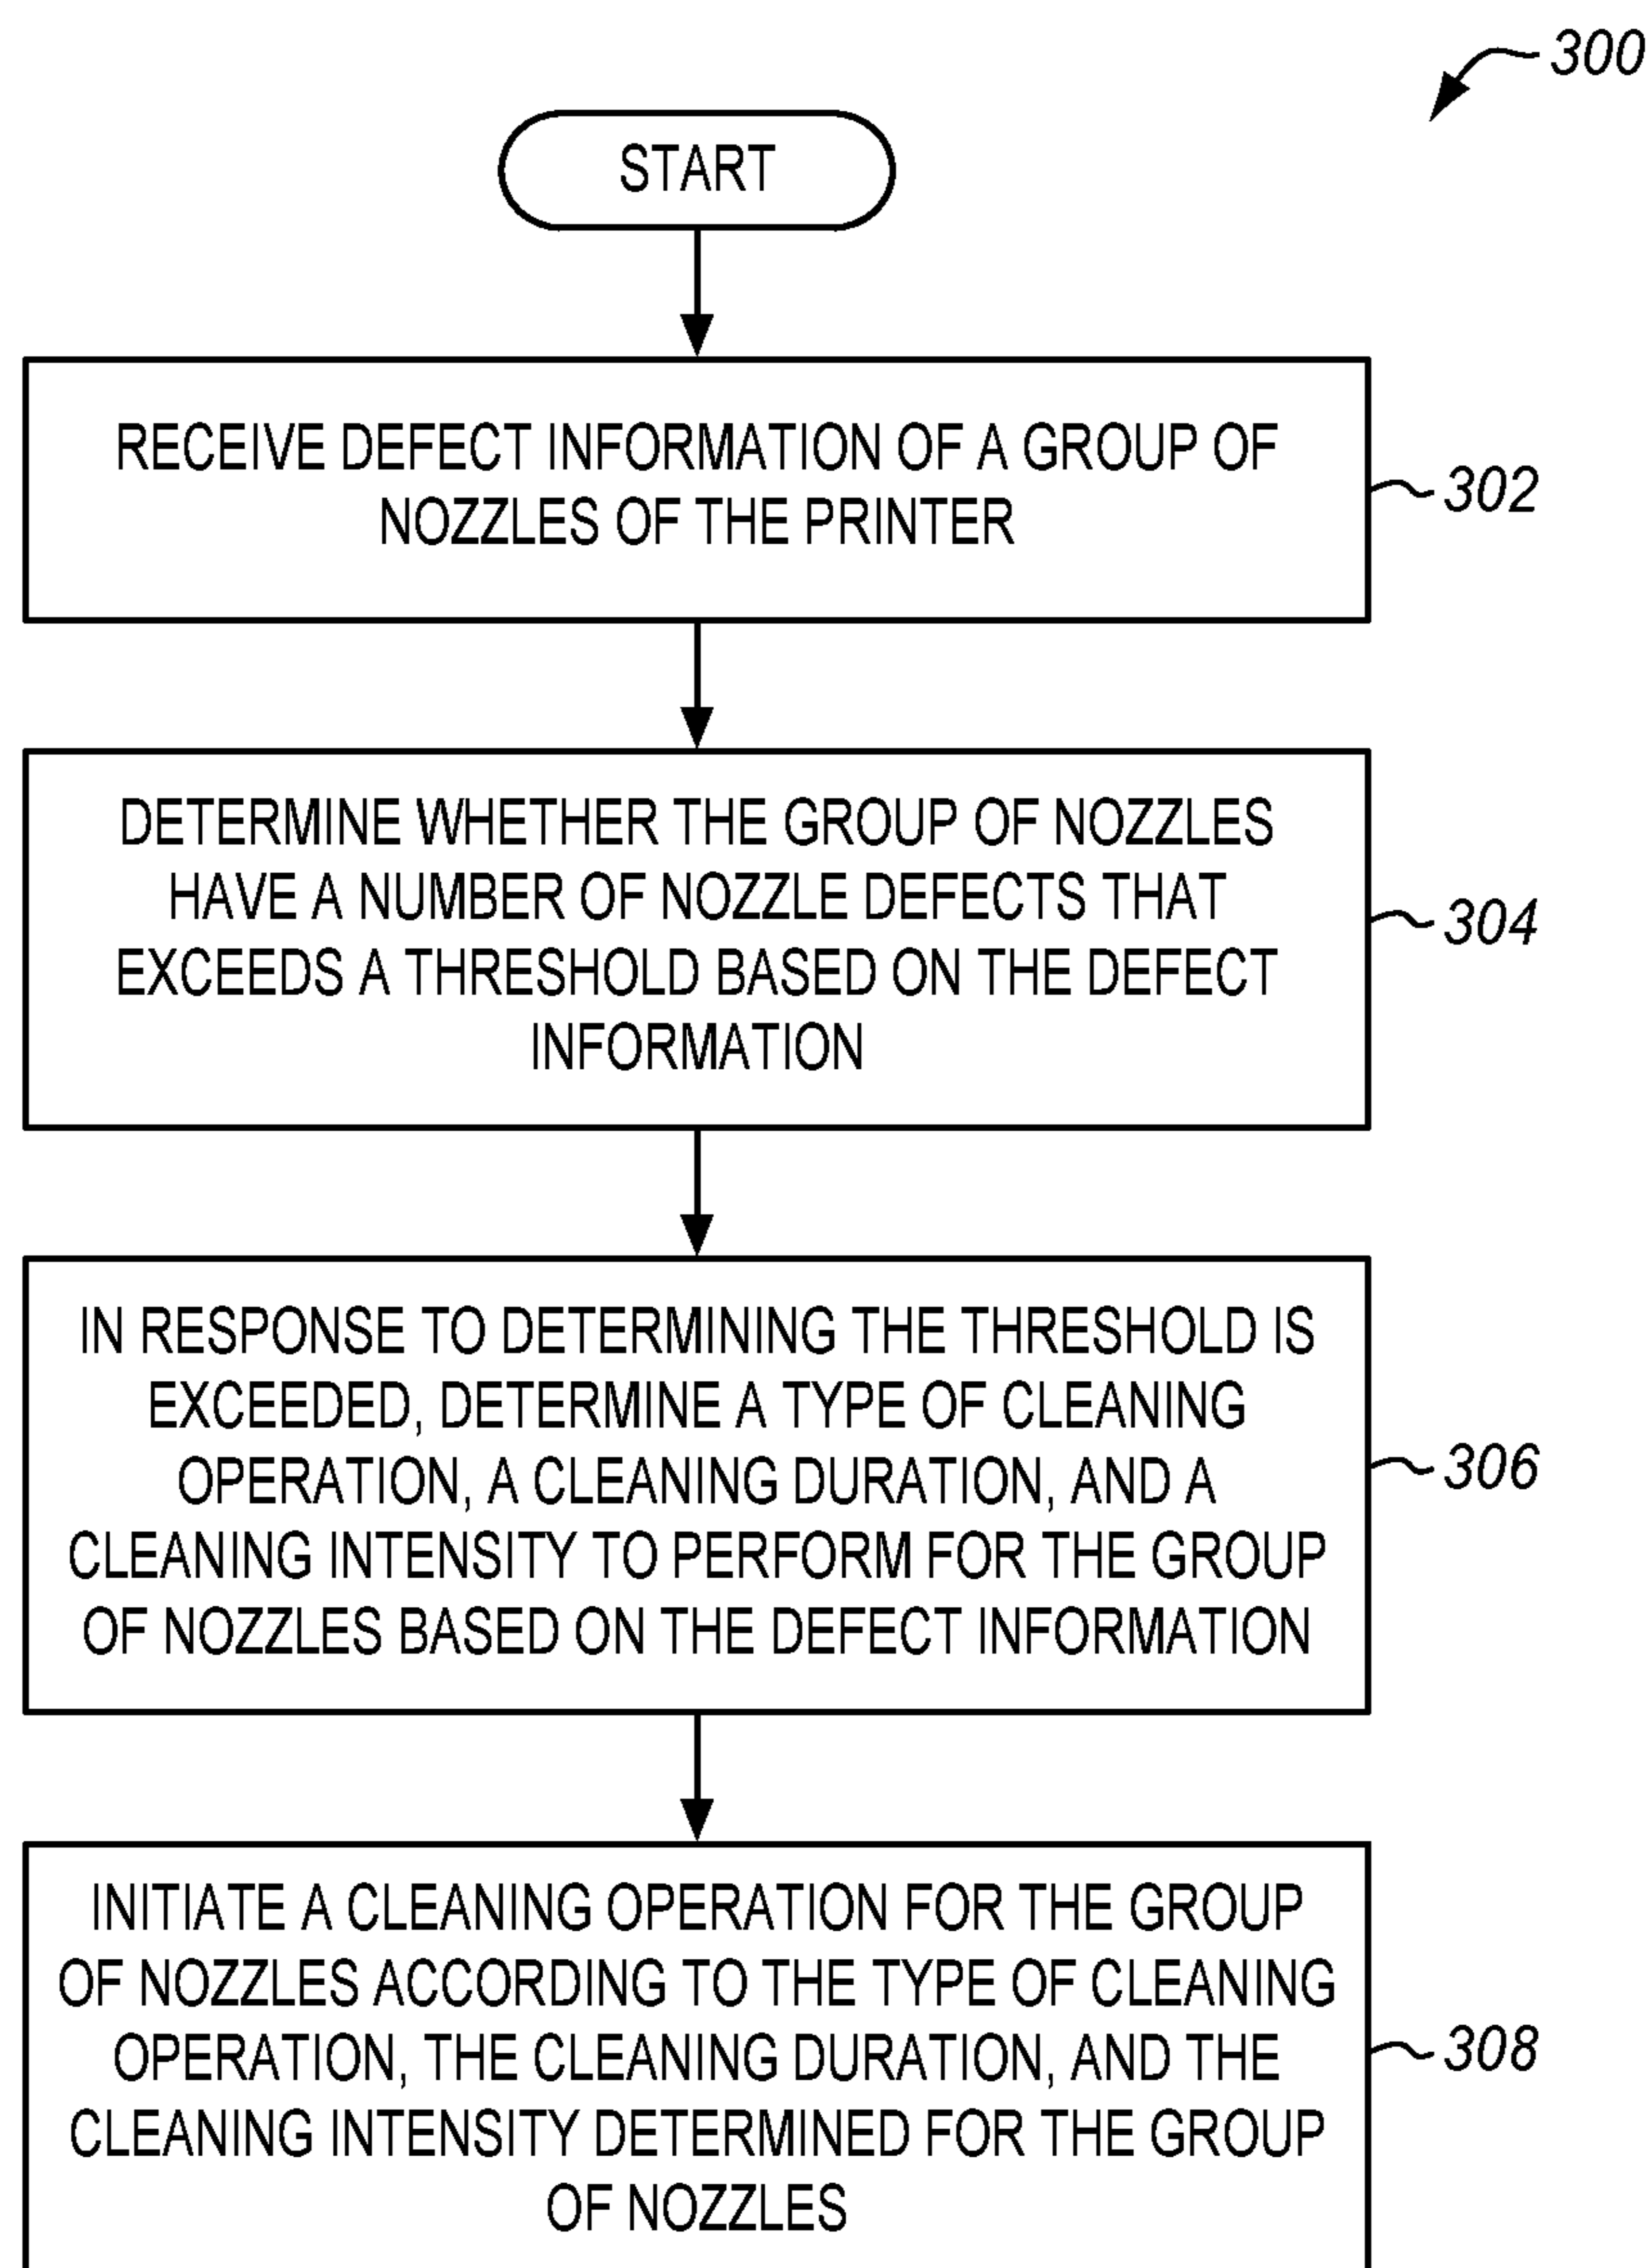 300
START
RECEIVE DEFECT INFORMATION OF A GROUP OF
NOZZLES OF THE PRINTER
302
DETERMINE WHETHER THE GROUP OF NOZZLES
HAVE A NUMBER OF NOZZLE DEFECTS THAT
EXCEEDS A THRESHOLD BASED ON THE DEFECT
INFORMATION
304
IN RESPONSE TO DETERMINING THE THRESHOLD IS
EXCEEDED, DETERMINE A TYPE OF CLEANING
OPERATION, A CLEANING DURATION, AND A
CLEANING INTENSITY TO PERFORM FOR THE GROUP
OF NOZZLES BASED ON THE DEFECT INFORMATION
306
INITIATE A CLEANING OPERATION FOR THE GROUP
OF NOZZLES ACCORDING TO THE TYPE OF CLEANING
OPERATION, THE CLEANING DURATION, AND THE
CLEANING INTENSITY DETERMINED FOR THE GROUP
OF NOZZLES
308